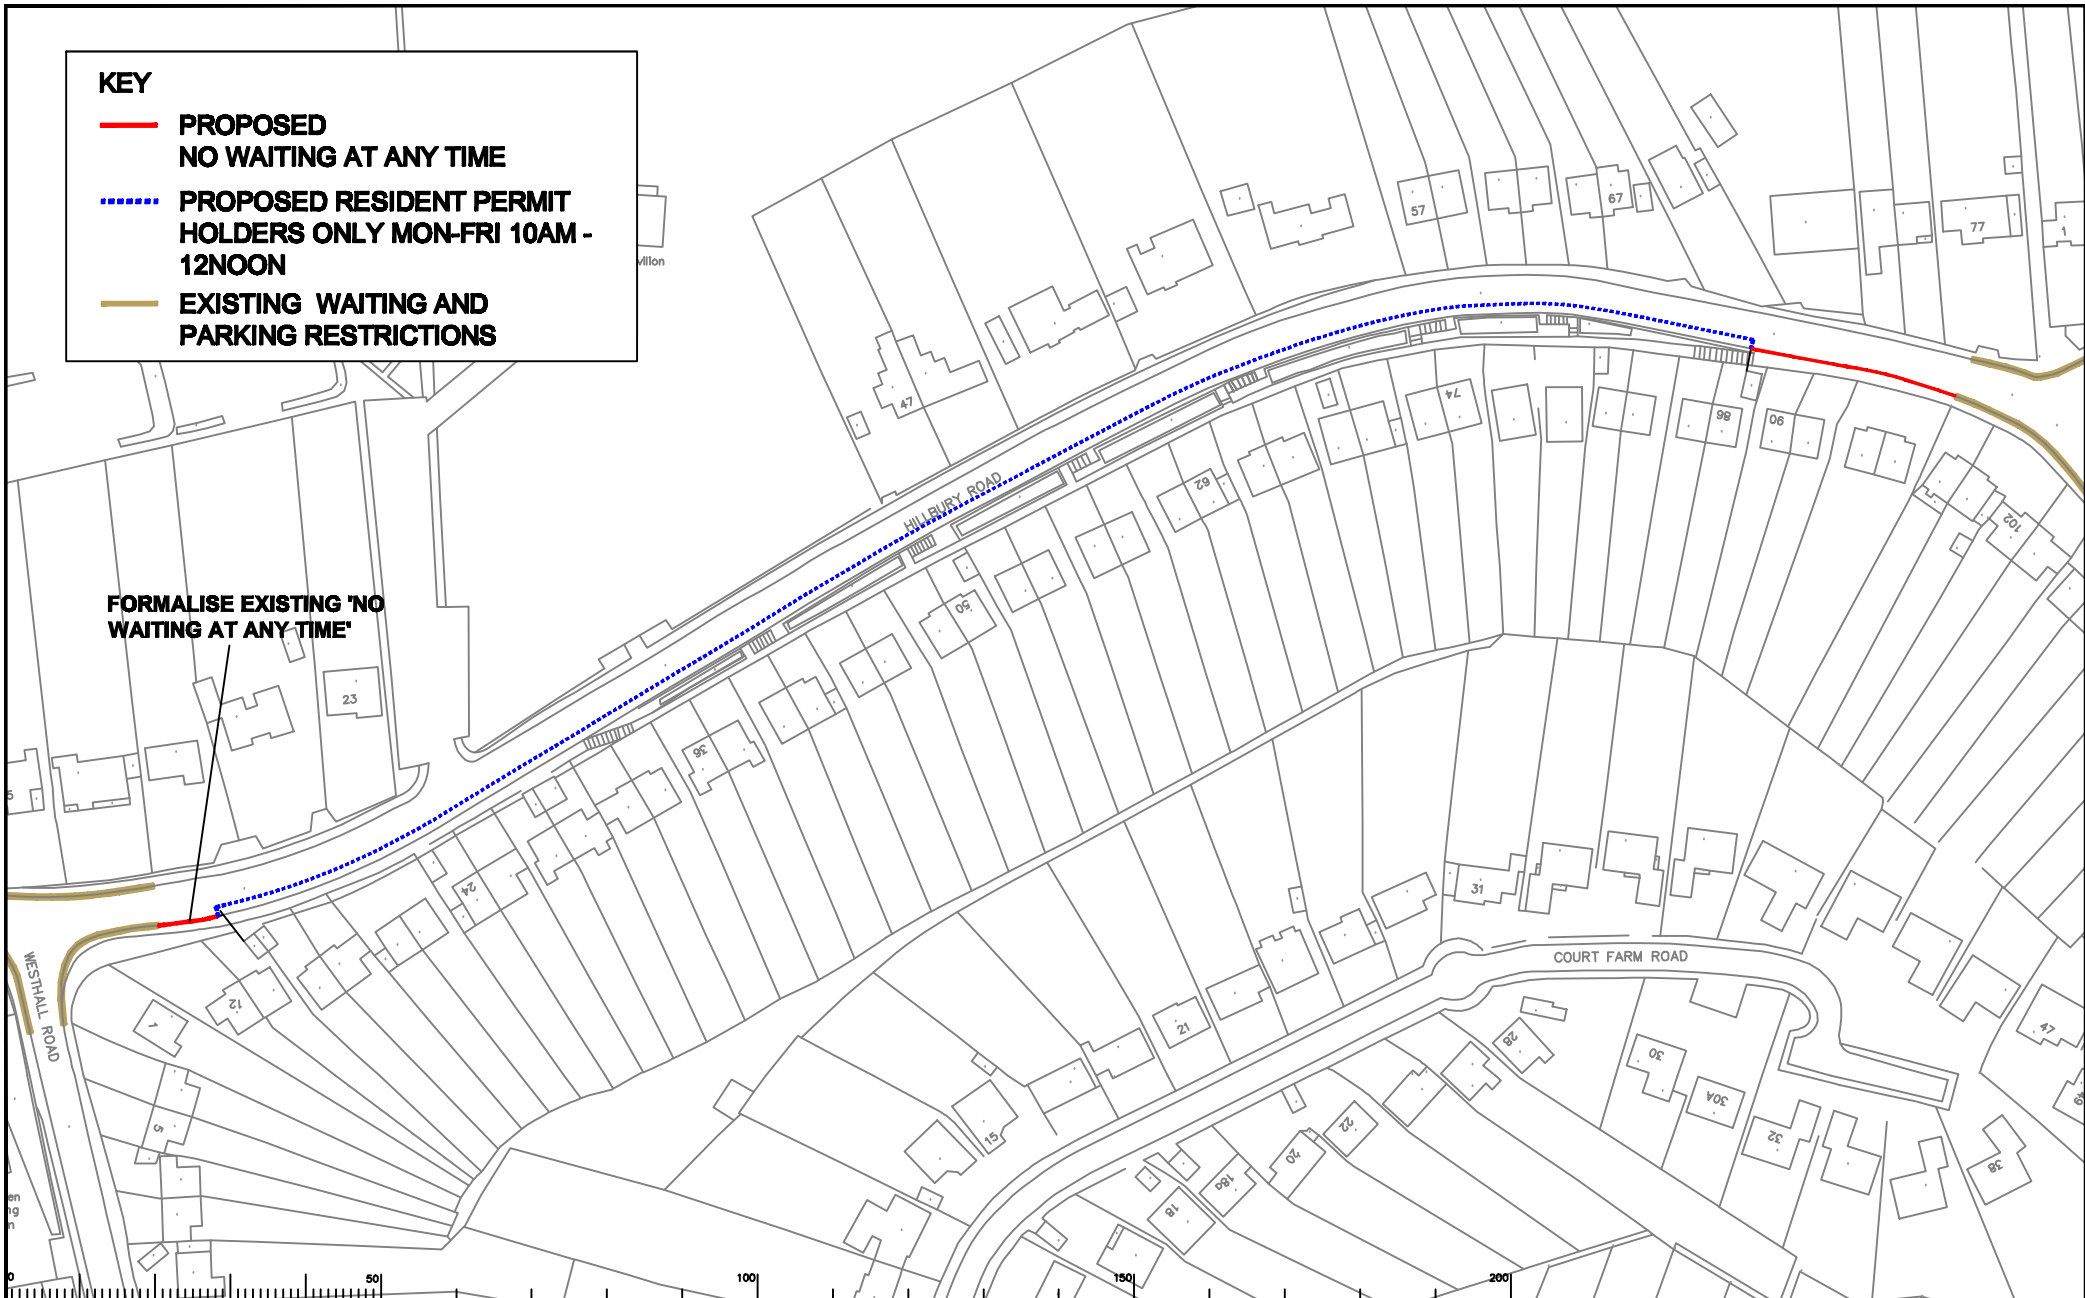 KEY
PROPOSED
NO WAITING AT ANY TIME
PROPOSED RESIDENT PERMIT
HOLDERS ONLY MON-FRI 10AM -
12NOON
EXISTING WAITING AND
PARKING RESTRICTIONS
57
67
77
1
47
HILLBURY ROAD
74
86
90
62
102
50
FORMALISE EXISTING 'NO
WAITING AT ANY TIME'
23
36
5
24
31
COURT FARM ROAD
WESTHALL ROAD
12
1
21
47
28
30
30A
49
5
15
22
32
20
38
18a
18
0
50
100
150
200